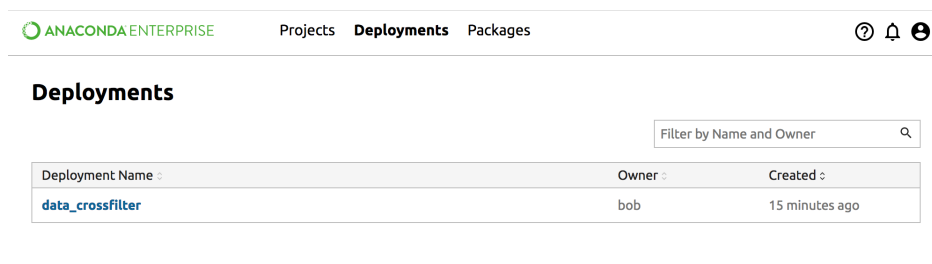 ANACONDA ENTERPRISE Projects Deployments Packages
Deployments
Filter by Name and Owner
Deployment Name Owner Created
data_crossfilter bob 15 minutes ago